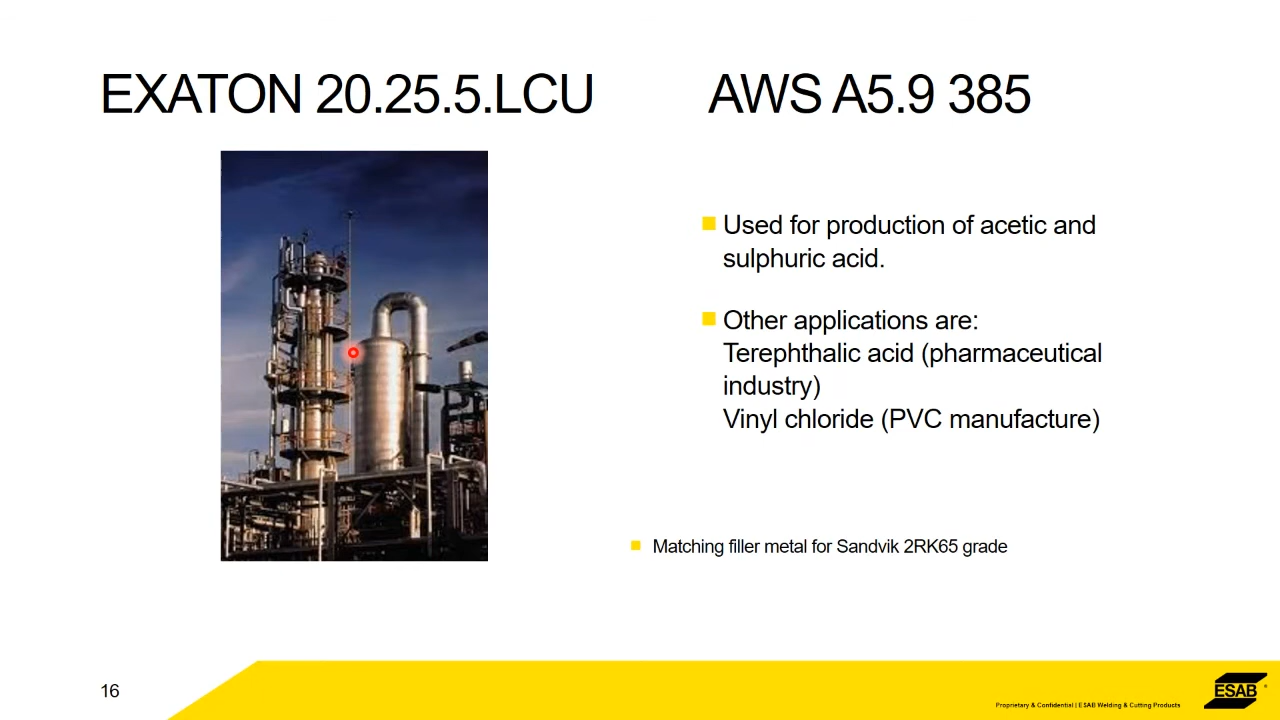 EXATON 20.25.5.LCU
AWS A5.9 385
Used for production of acetic and
sulphuric acid.
Other applications are:
Terephthalic acid (pharmaceutical
industry)
Vinyl chloride (PVC manufacture)
Matching filler metal for Sandvik 2RK65 grade
16
Proprietary & Confidential | ESAB Welding & Cutting Products
ESAB